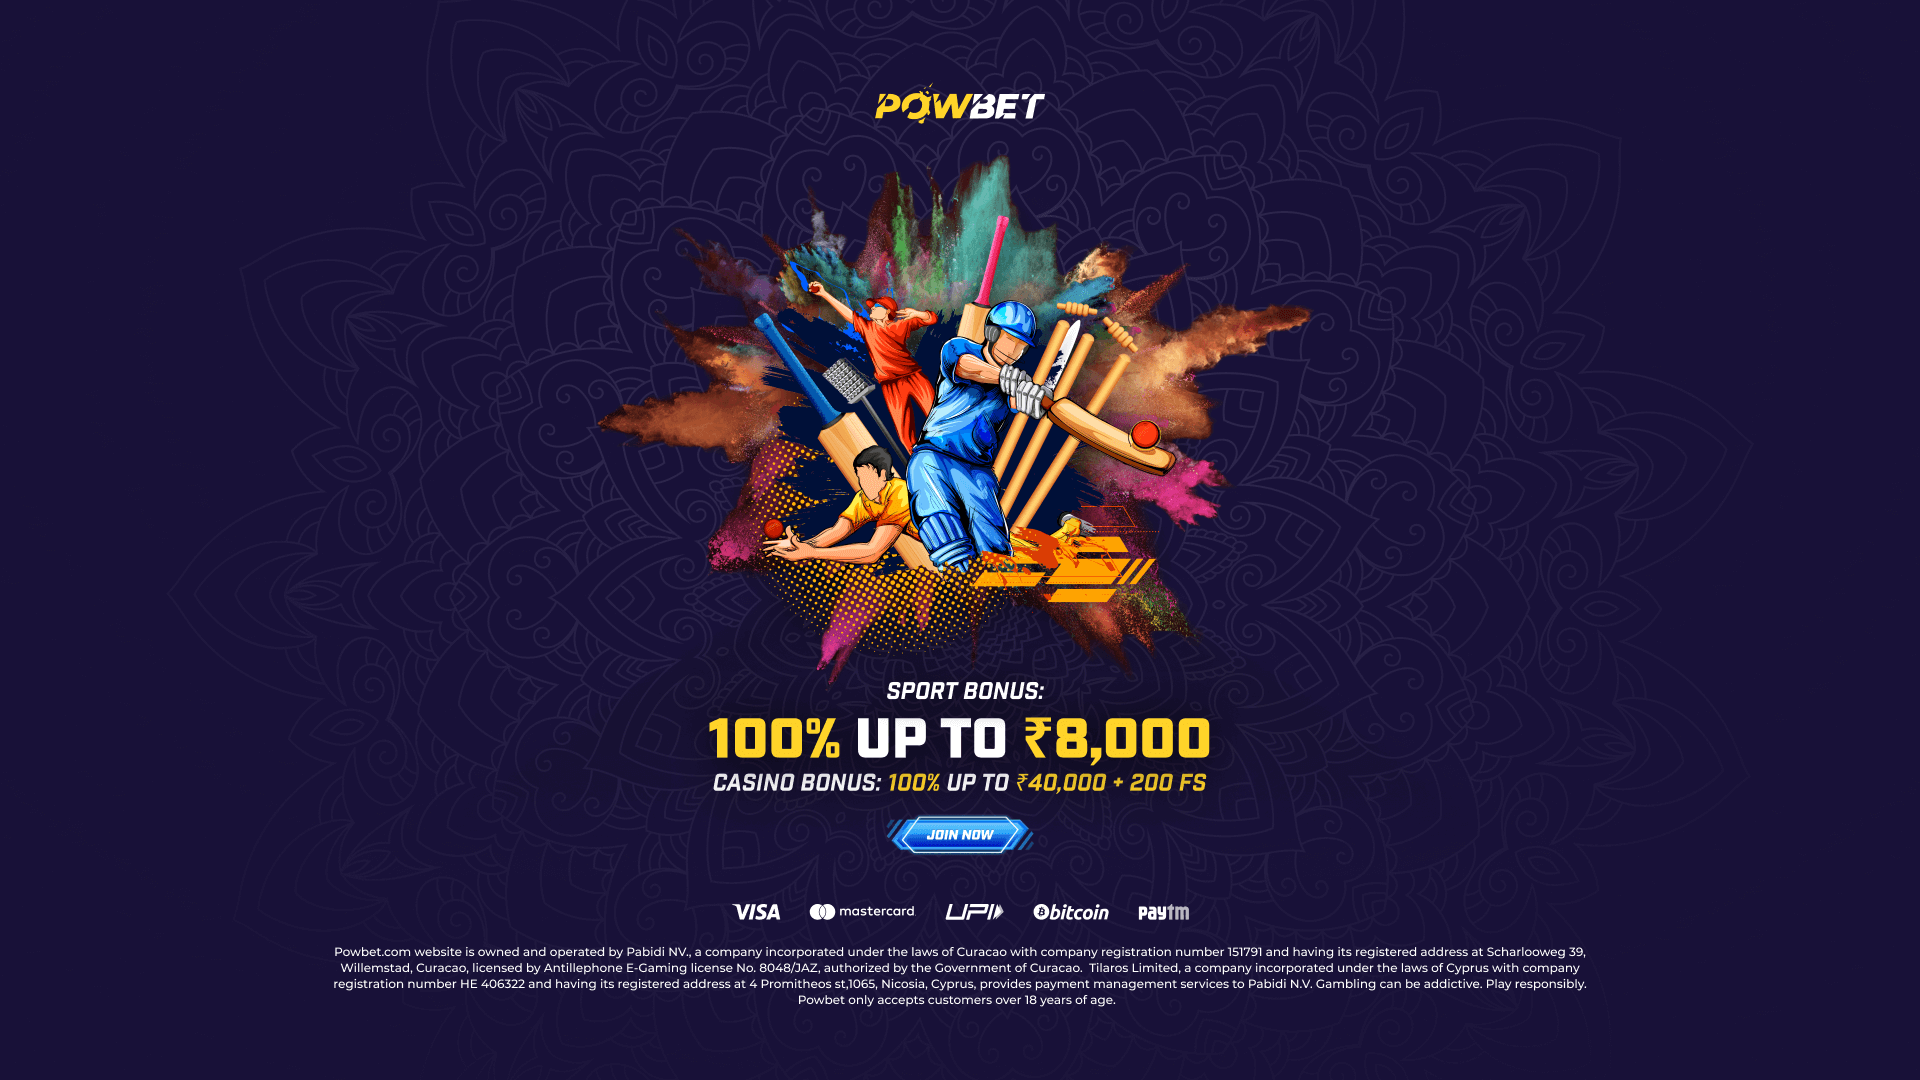 POWBET
SPORT BONUS:
100% UP TO ₹8,000
CASINO BONUS: 100% UP TO ₹40,000 + 200 FS
JOIN NOW
VISA mastercard. UPI bitcoin paytm
Powbet.com website is owned and operated by Pabidi NV., a company incorporated under the laws of Curacao with company registration number 151791 and having its registered address at Scharlooweg 39,
Willemstad, Curacao, licensed by Antillephone E-Gaming license No. 8048/JAZ, authorized by the Government of Curacao. Tilaros Limited, a company incorporated under the laws of Cyprus with company
registration number HE 406322 and having its registered address at 4 Promitheos st,1065, Nicosia, Cyprus, provides payment management services to Pabidi N.V. Gambling can be addictive. Play responsibly.
Powbet only accepts customers over 18 years of age.